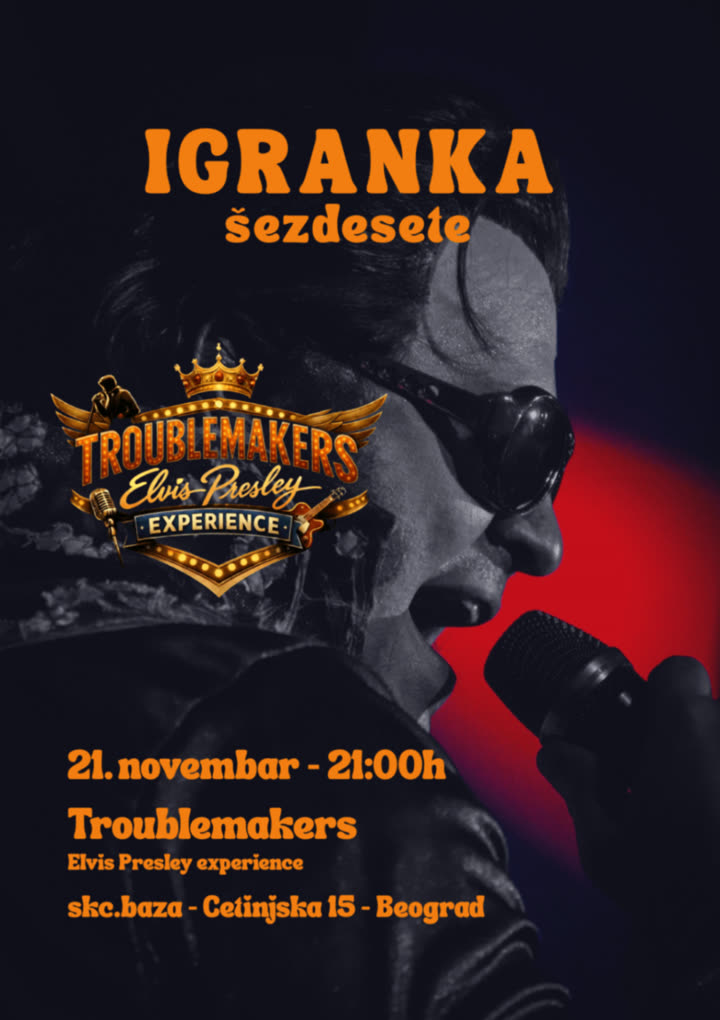 IGRANKA
šezdesete
TROUBLEMAKERS
Elvis Presley
EXPERIENCE
21. novembar - 21:00h
Troublemakers
Elvis Presley experience
skc.baza - Cetinjska 15 - Beograd